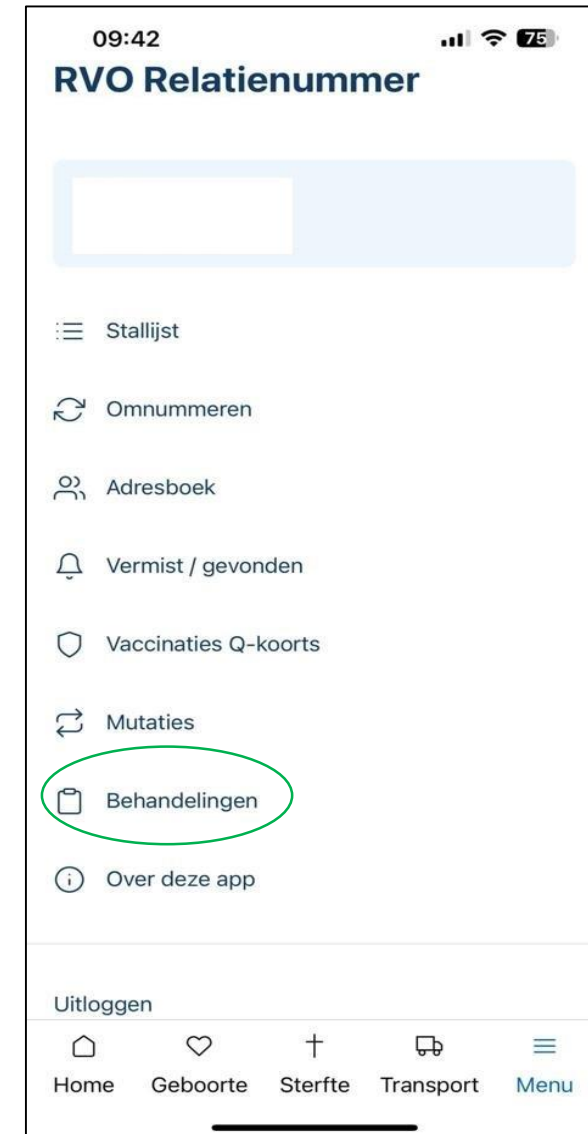 09:42 75
RVO Relatienummer
Stallijst
Omnummeren
Adresboek
Vermist / gevonden
Vaccinaties Q-koorts
Mutaties
Behandelingen
Over deze app
Uitloggen
Home Geboorte Sterfte Transport Menu